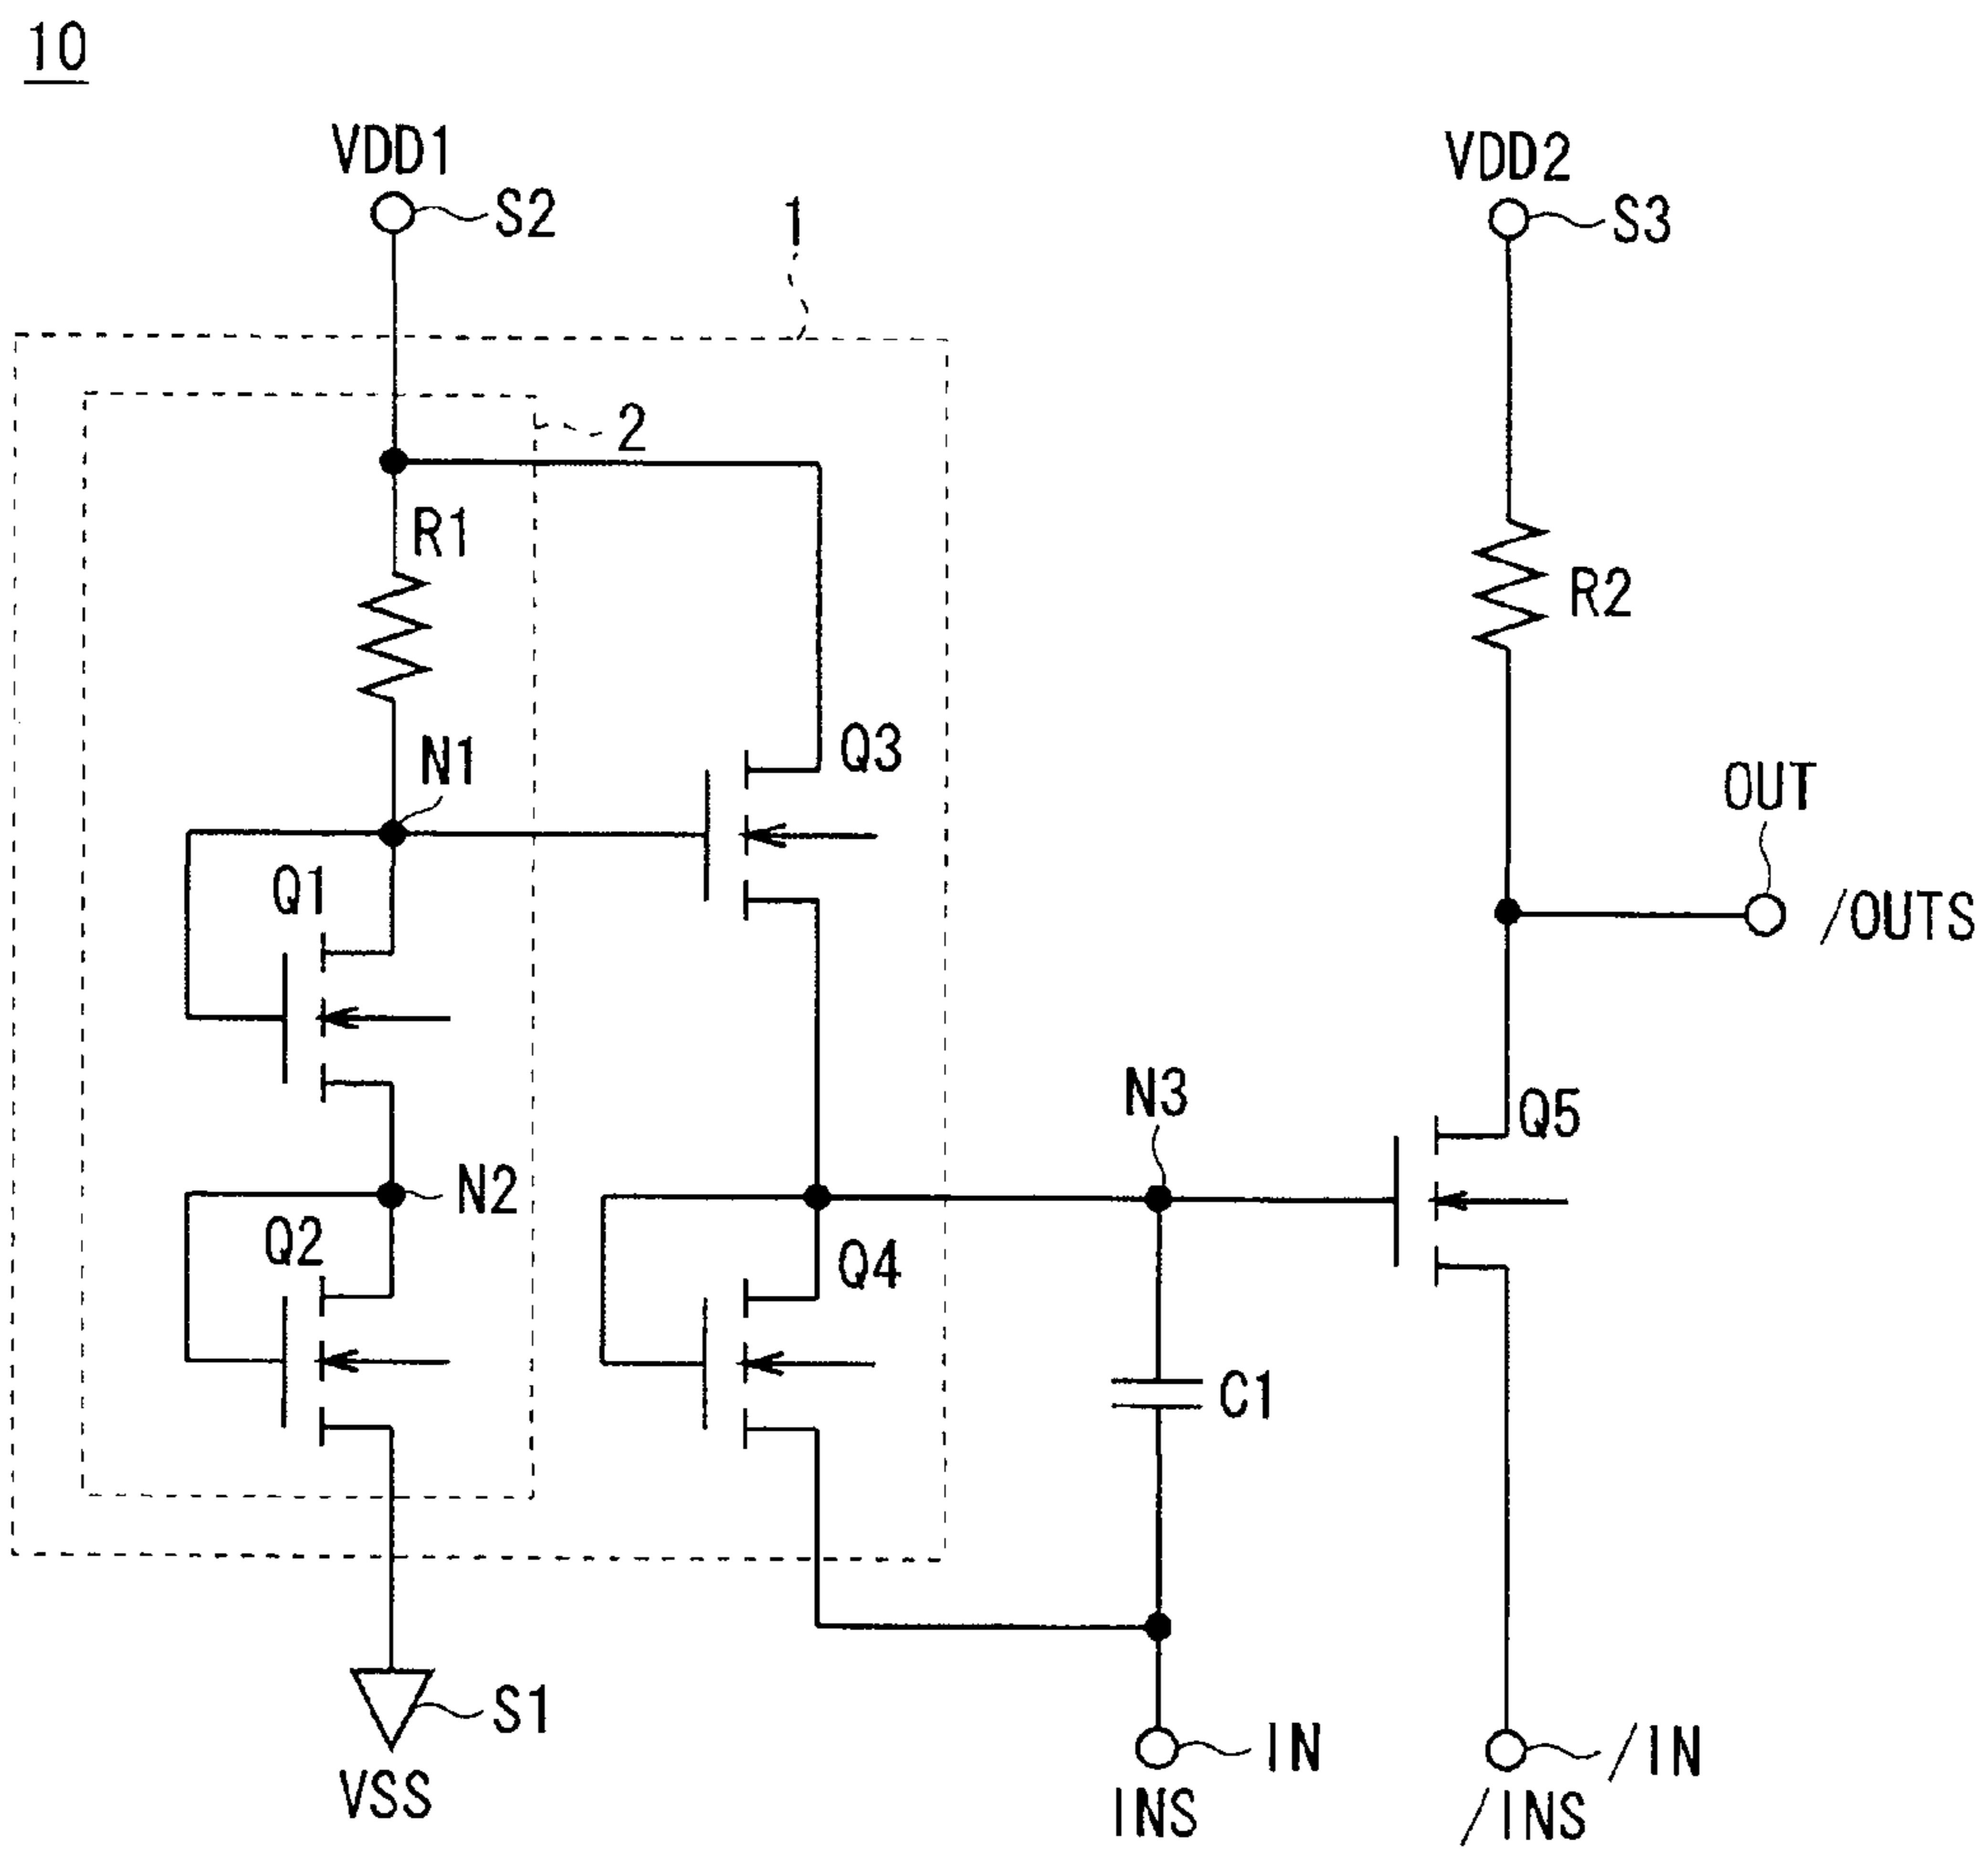 10
VDD1
S2
VDD2
S3
1
2
R1
R2
N1
Q3
OUT
/OUTS
Q1
N3
Q5
N2
Q2
Q4
C1
S1
VSS
IN
INS
/IN
/INS